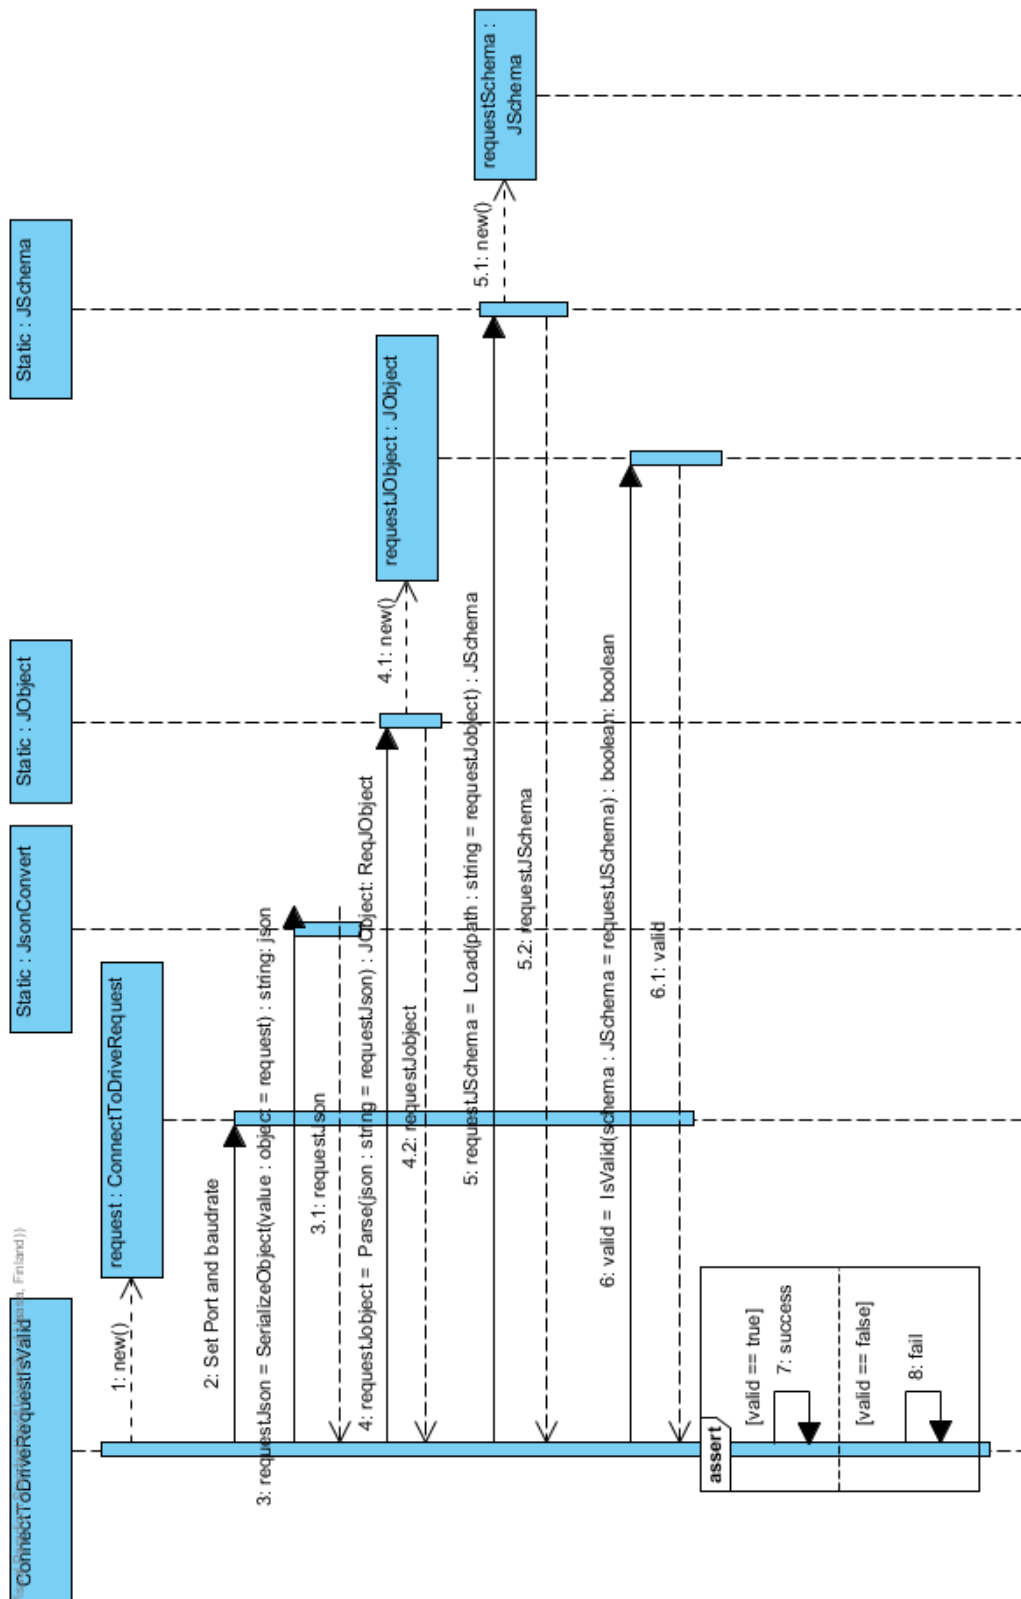 ConnectToDriveRequestIsValid
request : ConnectToDriveRequest
Static : JsonConvert
Static : JObject
requestJObject : JObject
Static : JSchema
requestSchema :
JSchema
Finland))
1: new()
2: Set Port and baudrate
3: requestJson = SerializeObject(value : object = request) : string: json
3.1: requestJson
4: requestJobject = Parse(json : string = requestJson) : JObject: ReqJObject
4.1: new()
4.2: requestJobject
5: requestJSchema = Load(path : string = requestJobject) : JSchema
5.1: new()
5.2: requestJSchema
6: valid = IsValid(schema : JSchema = requestJSchema) : boolean: boolean
6.1: valid
assert
[valid == true]
7: success
[valid == false]
8: fail